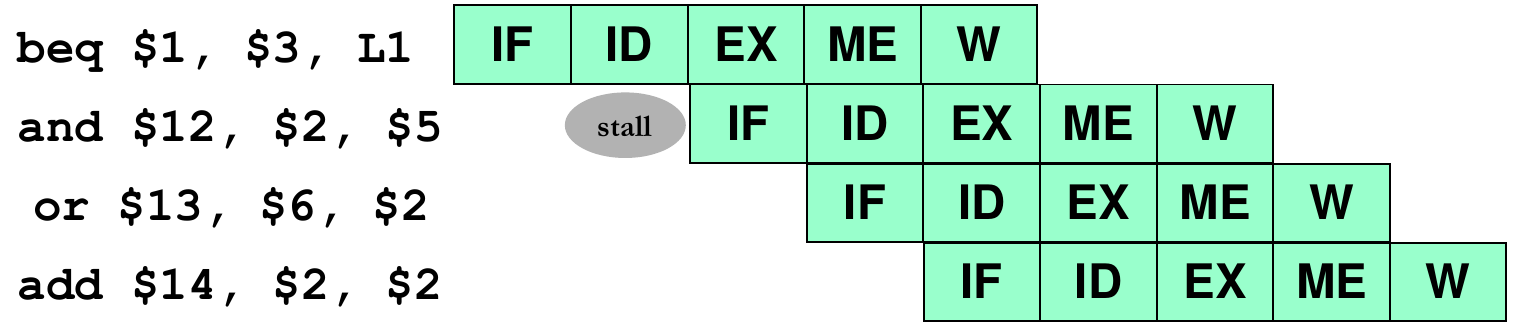 beq $1, $3, L1 IF ID EX ME W
and $12, $2, $5 stall IF ID EX ME W
or $13, $6, $2 IF ID EX ME W
add $14, $2, $2 IF ID EX ME W